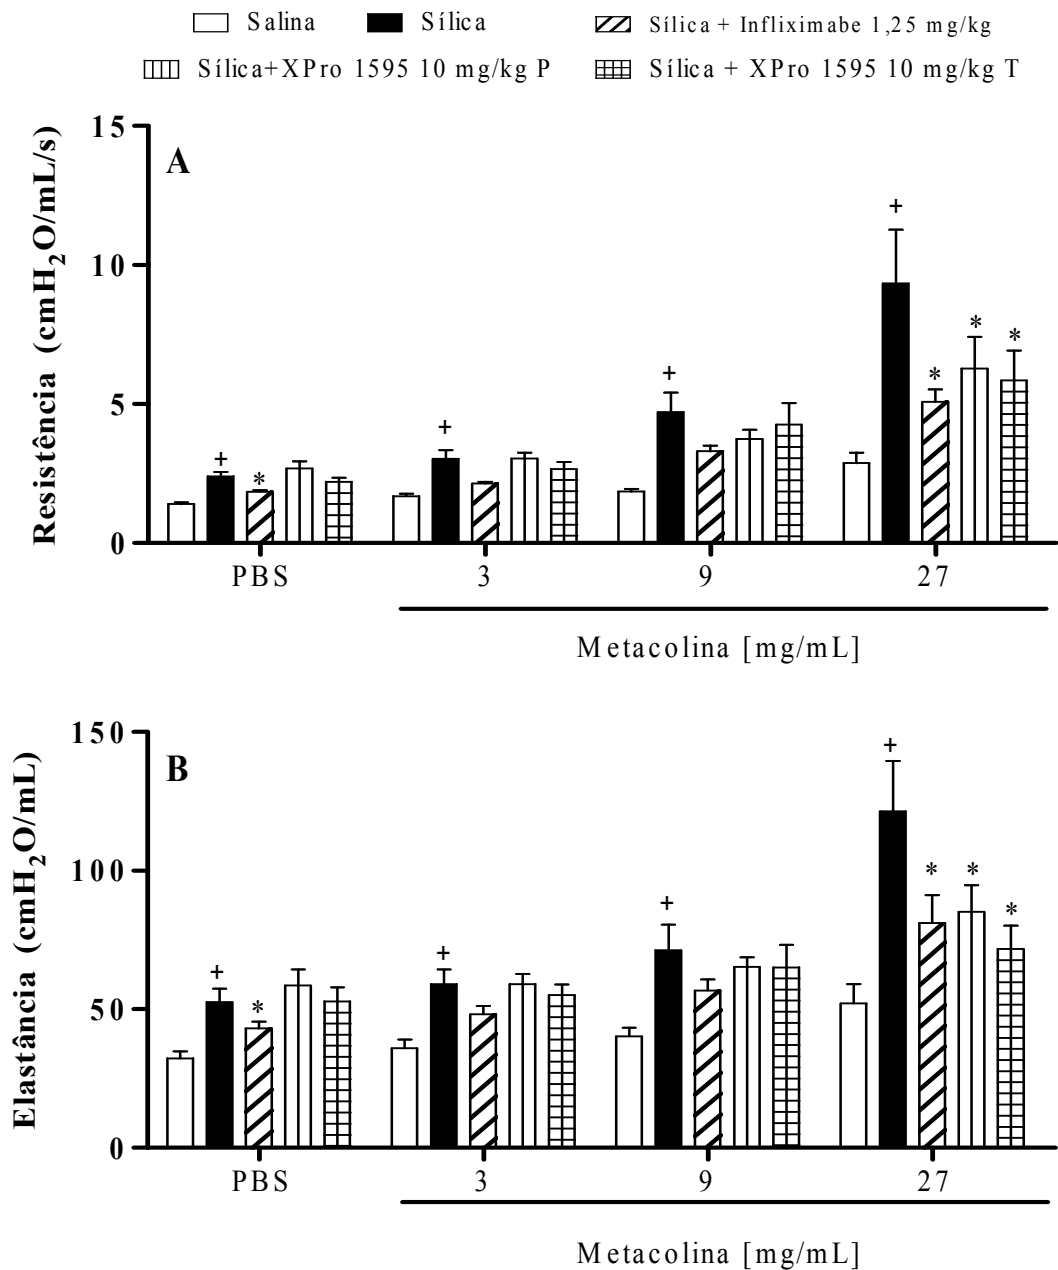 Salina Sílica Sílica + Infliximabe 1,25 mg/kg
Sílica+XPro 1595 10 mg/kg P Sílica + XPro 1595 10 mg/kg T
A
Resistência (cmH₂O/mL/s)
15
10
5
0
+ + + +
* * * *
PBS 3 9 27
Metacolina [mg/mL]
B
Elastância (cmH₂O/mL)
150
100
50
0
+ + + +
* * * *
PBS 3 9 27
Metacolina [mg/mL]